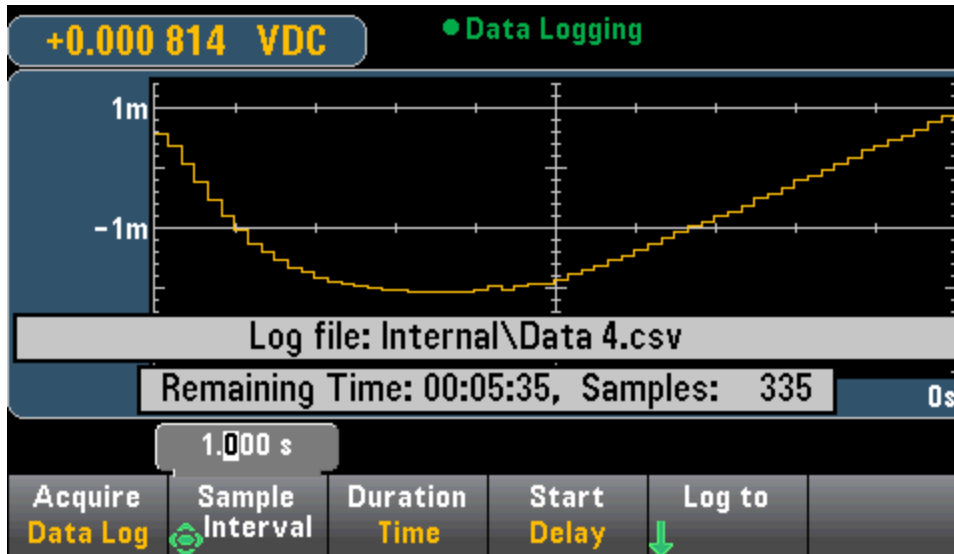 +0.000 814 VDC
Data Logging
1m
-1m
Log file: Internal\Data 4.csv
Remaining Time: 00:05:35, Samples: 335
0s
1.000 s
Acquire Sample Duration Start Log to
Data Log Interval Time Delay